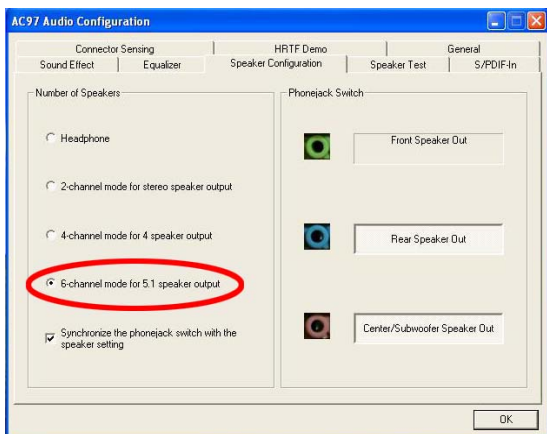 AC97 Audio Configuration
Connector Sensing HRTF Demo General
Sound Effect Equalizer Speaker Configuration Speaker Test S/PDIF-In
Number of Speakers
Headphone
2-channel mode for stereo speaker output
4-channel mode for 4 speaker output
6-channel mode for 5.1 speaker output
Synchronize the phonejack switch with the
speaker setting
Phonejack Switch
Front Speaker Out
Rear Speaker Out
Center/Subwoofer Speaker Out
OK